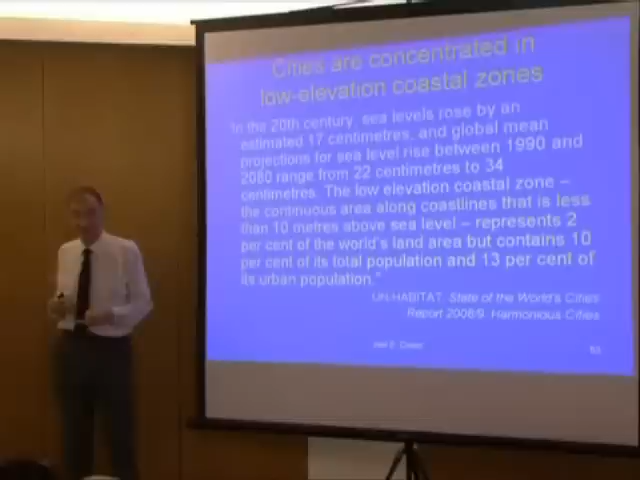 Cities are concentrated in
low-elevation coastal zones
"In the 20th century, sea levels rose by an
estimated 17 centimetres, and global mean
projections for sea level rise between 1990 and
2080 range from 22 centimetres to 34
centimetres. The low elevation coastal zone –
the continuous area along coastlines that is less
than 10 metres above sea level – represents 2
per cent of the world's land area but contains 10
per cent of its total population and 13 per cent of
its urban population."
UN-HABITAT, State of the World's Cities
Report 2008/9: Harmonious Cities